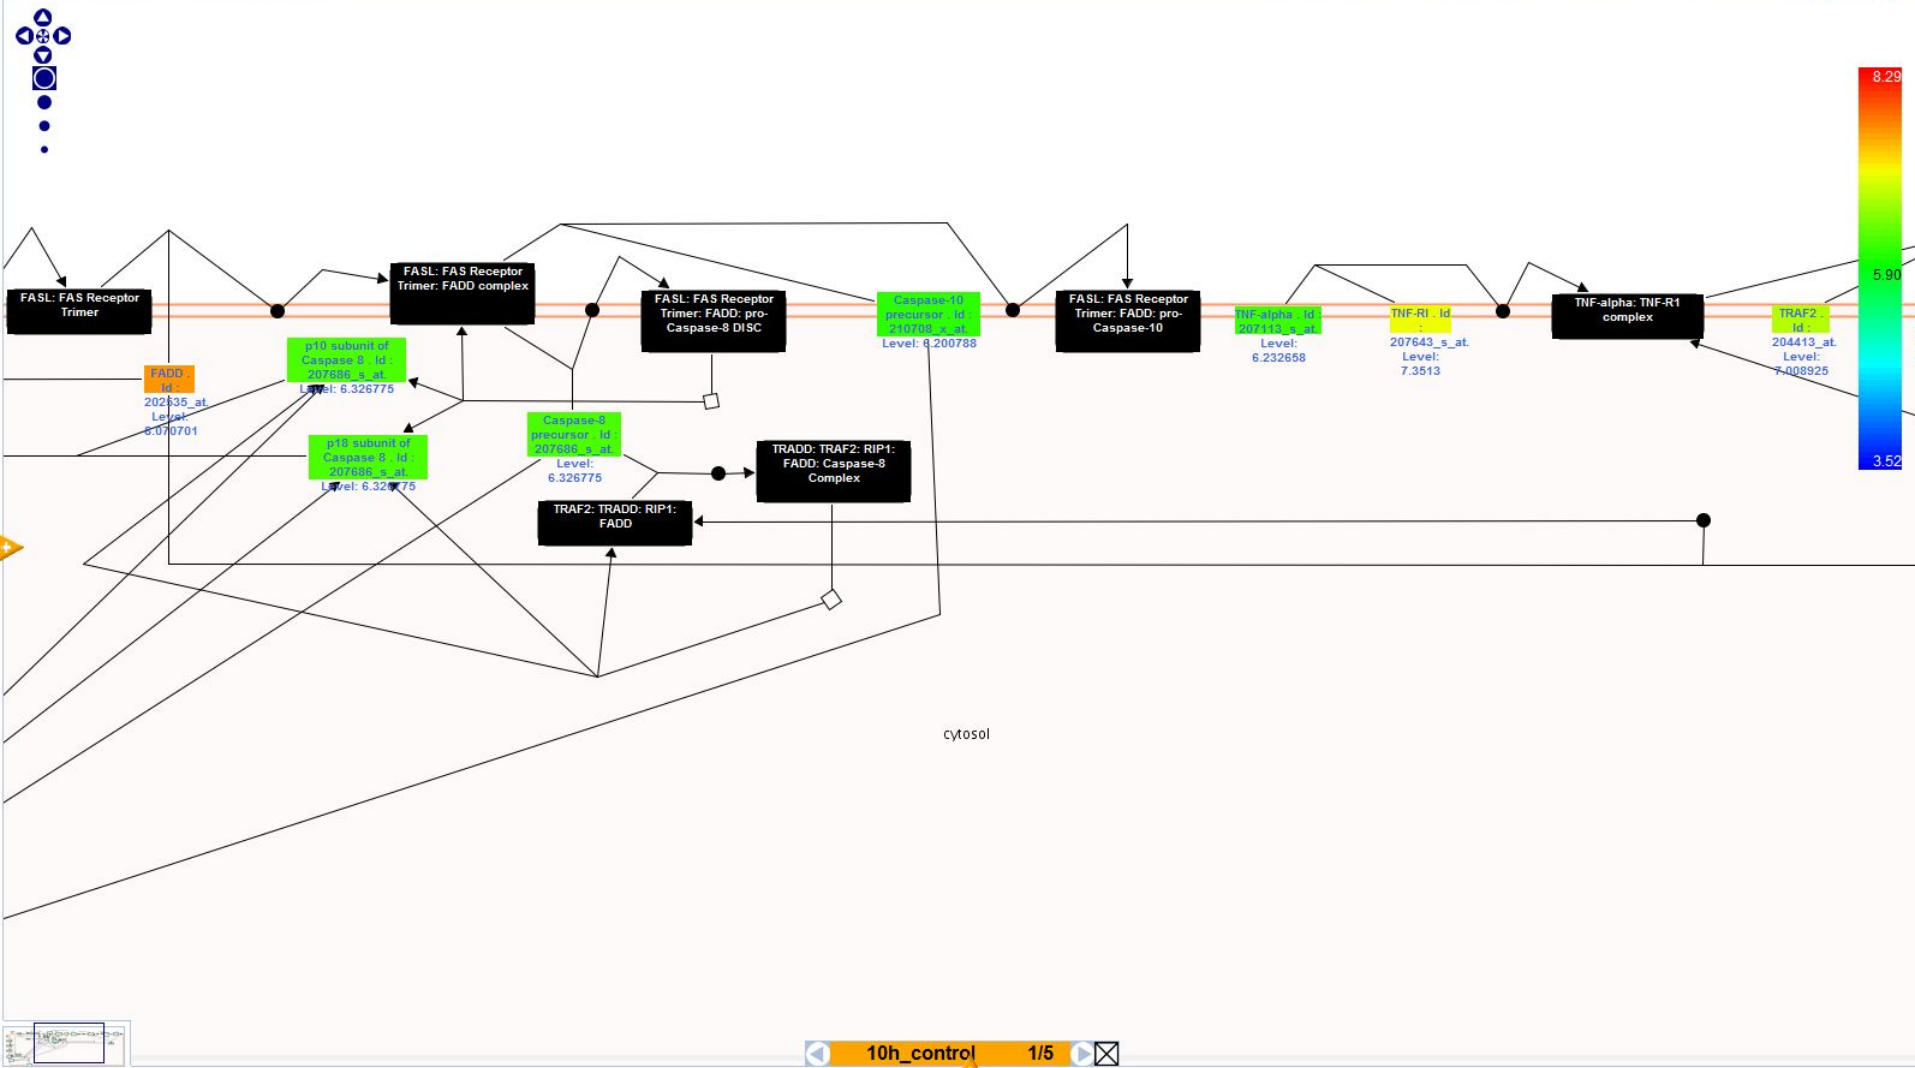 8.29
5.90
3.52
FASL: FAS Receptor
Trimer
FASL: FAS Receptor
Trimer: FADD complex
FASL: FAS Receptor
Trimer: FADD: pro-
Caspase-8 DISC
Caspase-10
precursor . Id :
210708_x_at.
Level: 6.200788
FASL: FAS Receptor
Trimer: FADD: pro-
Caspase-10
TNF-alpha . Id :
207113_s_at.
Level:
6.232658
TNF-RI . Id
:
207643_s_at.
Level:
7.3513
TNF-alpha: TNF-R1
complex
TRAF2 .
Id :
204413_at.
Level:
7.008925
FADD .
Id :
202535_at.
Level:
8.070701
p10 subunit of
Caspase 8 . Id :
207686_s_at.
Level: 6.326775
p18 subunit of
Caspase 8 . Id :
207686_s_at.
Level: 6.326775
Caspase-8
precursor . Id :
207686_s_at.
Level:
6.326775
TRADD: TRAF2: RIP1:
FADD: Caspase-8
Complex
TRAF2: TRADD: RIP1:
FADD
cytosol
10h_control 1/5